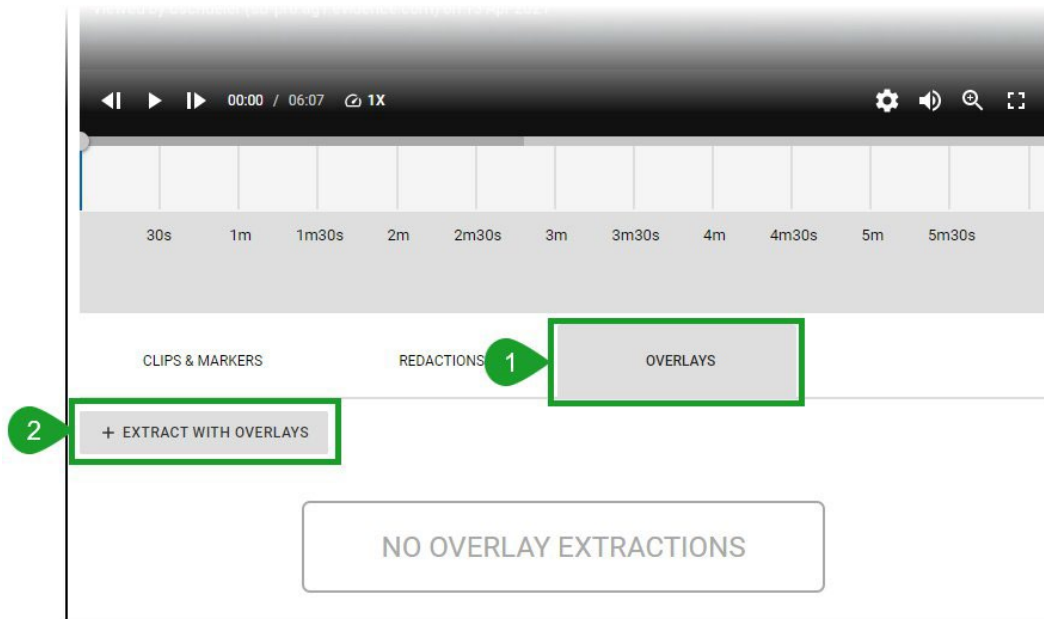 00:00 / 06:07 1X
30s 1m 1m30s 2m 2m30s 3m 3m30s 4m 4m30s 5m 5m30s
CLIPS & MARKERS REDACTIONS 1 OVERLAYS
2 + EXTRACT WITH OVERLAYS
NO OVERLAY EXTRACTIONS